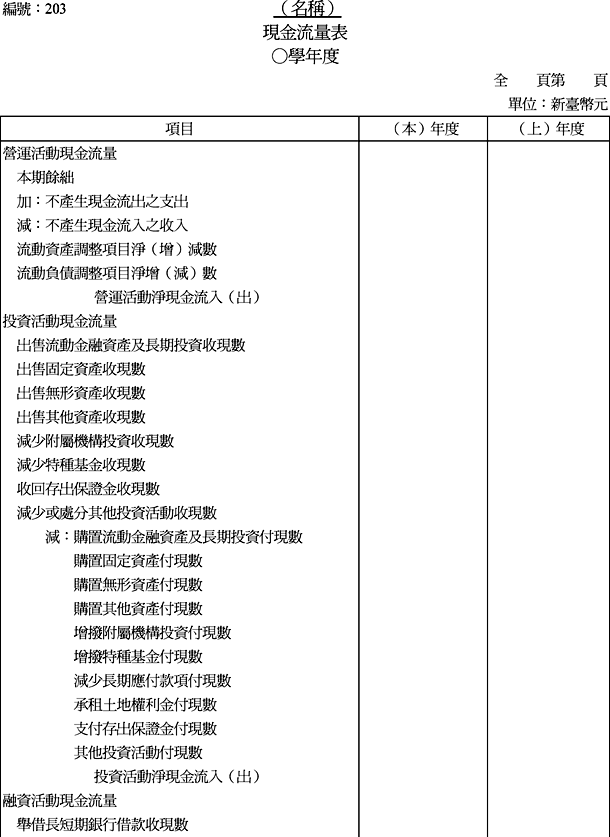 編號：203
（名稱）
現金流量表
○學年度
全　　頁第　　頁
單位：新臺幣元
項目　（本）年度　（上）年度
營運活動現金流量
本期餘絀
加：不產生現金流出之支出
減：不產生現金流入之收入
流動資產調整項目淨（增）減數
流動負債調整項目淨增（減）數
營運活動淨現金流入（出）
投資活動現金流量
出售流動金融資產及長期投資收現數
出售固定資產收現數
出售無形資產收現數
出售其他資產收現數
減少附屬機構投資收現數
減少特種基金收現數
收回存出保證金收現數
減少或處分其他投資活動收現數
減：購置流動金融資產及長期投資付現數
購置固定資產付現數
購置無形資產付現數
購置其他資產付現數
增撥附屬機構投資付現數
增撥特種基金付現數
減少長期應付款項付現數
承租土地權利金付現數
支付存出保證金付現數
其他投資活動付現數
投資活動淨現金流入（出）
融資活動現金流量
舉借長短期銀行借款收現數